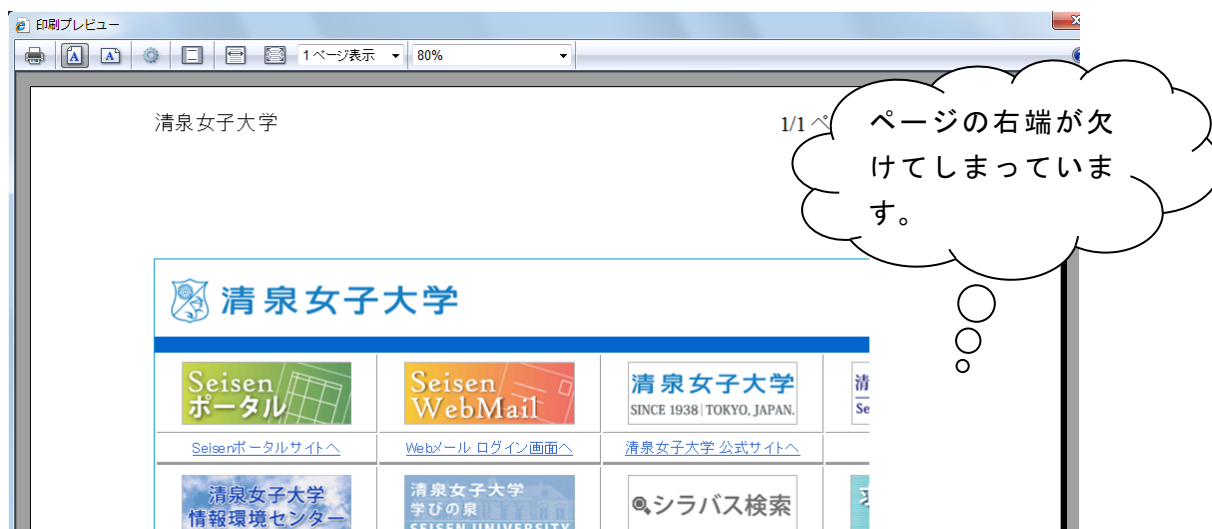 印刷プレビュー
1 ページ表示
80%
清泉女子大学
1/1 ペ
ページの右端が欠
けてしまっていま
す。
清泉女子大学
Seisen
ポータル
Seisen
WebMail
清泉女子大学
SINCE 1938 | TOKYO, JAPAN.
清
Se
Seisenポータルサイトへ
Webメール ログイン画面へ
清泉女子大学 公式サイトへ
清泉女子大学
情報環境センター
清泉女子大学
学びの泉
SEISEN UNIVERSITY
シラバス検索